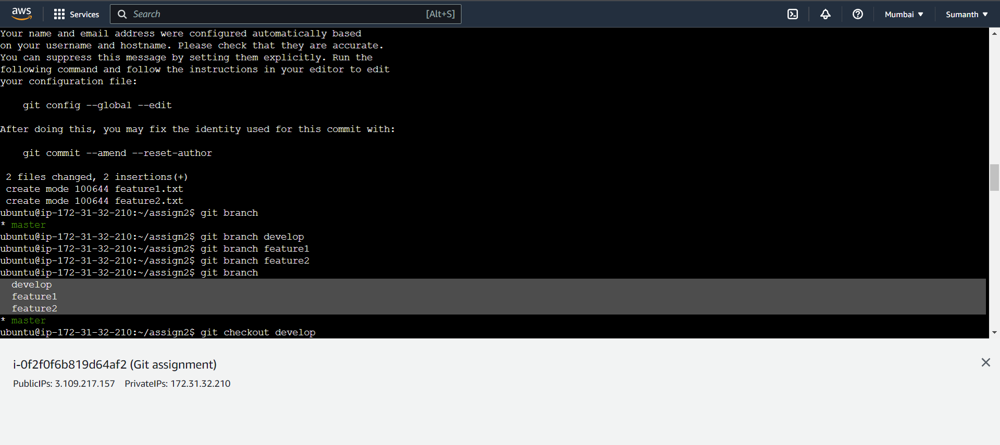 aws Services Search [Alt+S] Mumbai Sumanth
Your name and email address were configured automatically based
on your username and hostname. Please check that they are accurate.
You can suppress this message by setting them explicitly. Run the
following command and follow the instructions in your editor to edit
your configuration file:
git config --global --edit
After doing this, you may fix the identity used for this commit with:
git commit --amend --reset-author
2 files changed, 2 insertions(+)
create mode 100644 feature1.txt
create mode 100644 feature2.txt
ubuntu@ip-172-31-32-210:~/assign2$ git branch
* master
ubuntu@ip-172-31-32-210:~/assign2$ git branch develop
ubuntu@ip-172-31-32-210:~/assign2$ git branch feature1
ubuntu@ip-172-31-32-210:~/assign2$ git branch feature2
ubuntu@ip-172-31-32-210:~/assign2$ git branch
develop
feature1
feature2
* master
ubuntu@ip-172-31-32-210:~/assign2$ git checkout develop
i-0f2f0f6b819d64af2 (Git assignment)
PublicIPs: 3.109.217.157 PrivateIPs: 172.31.32.210